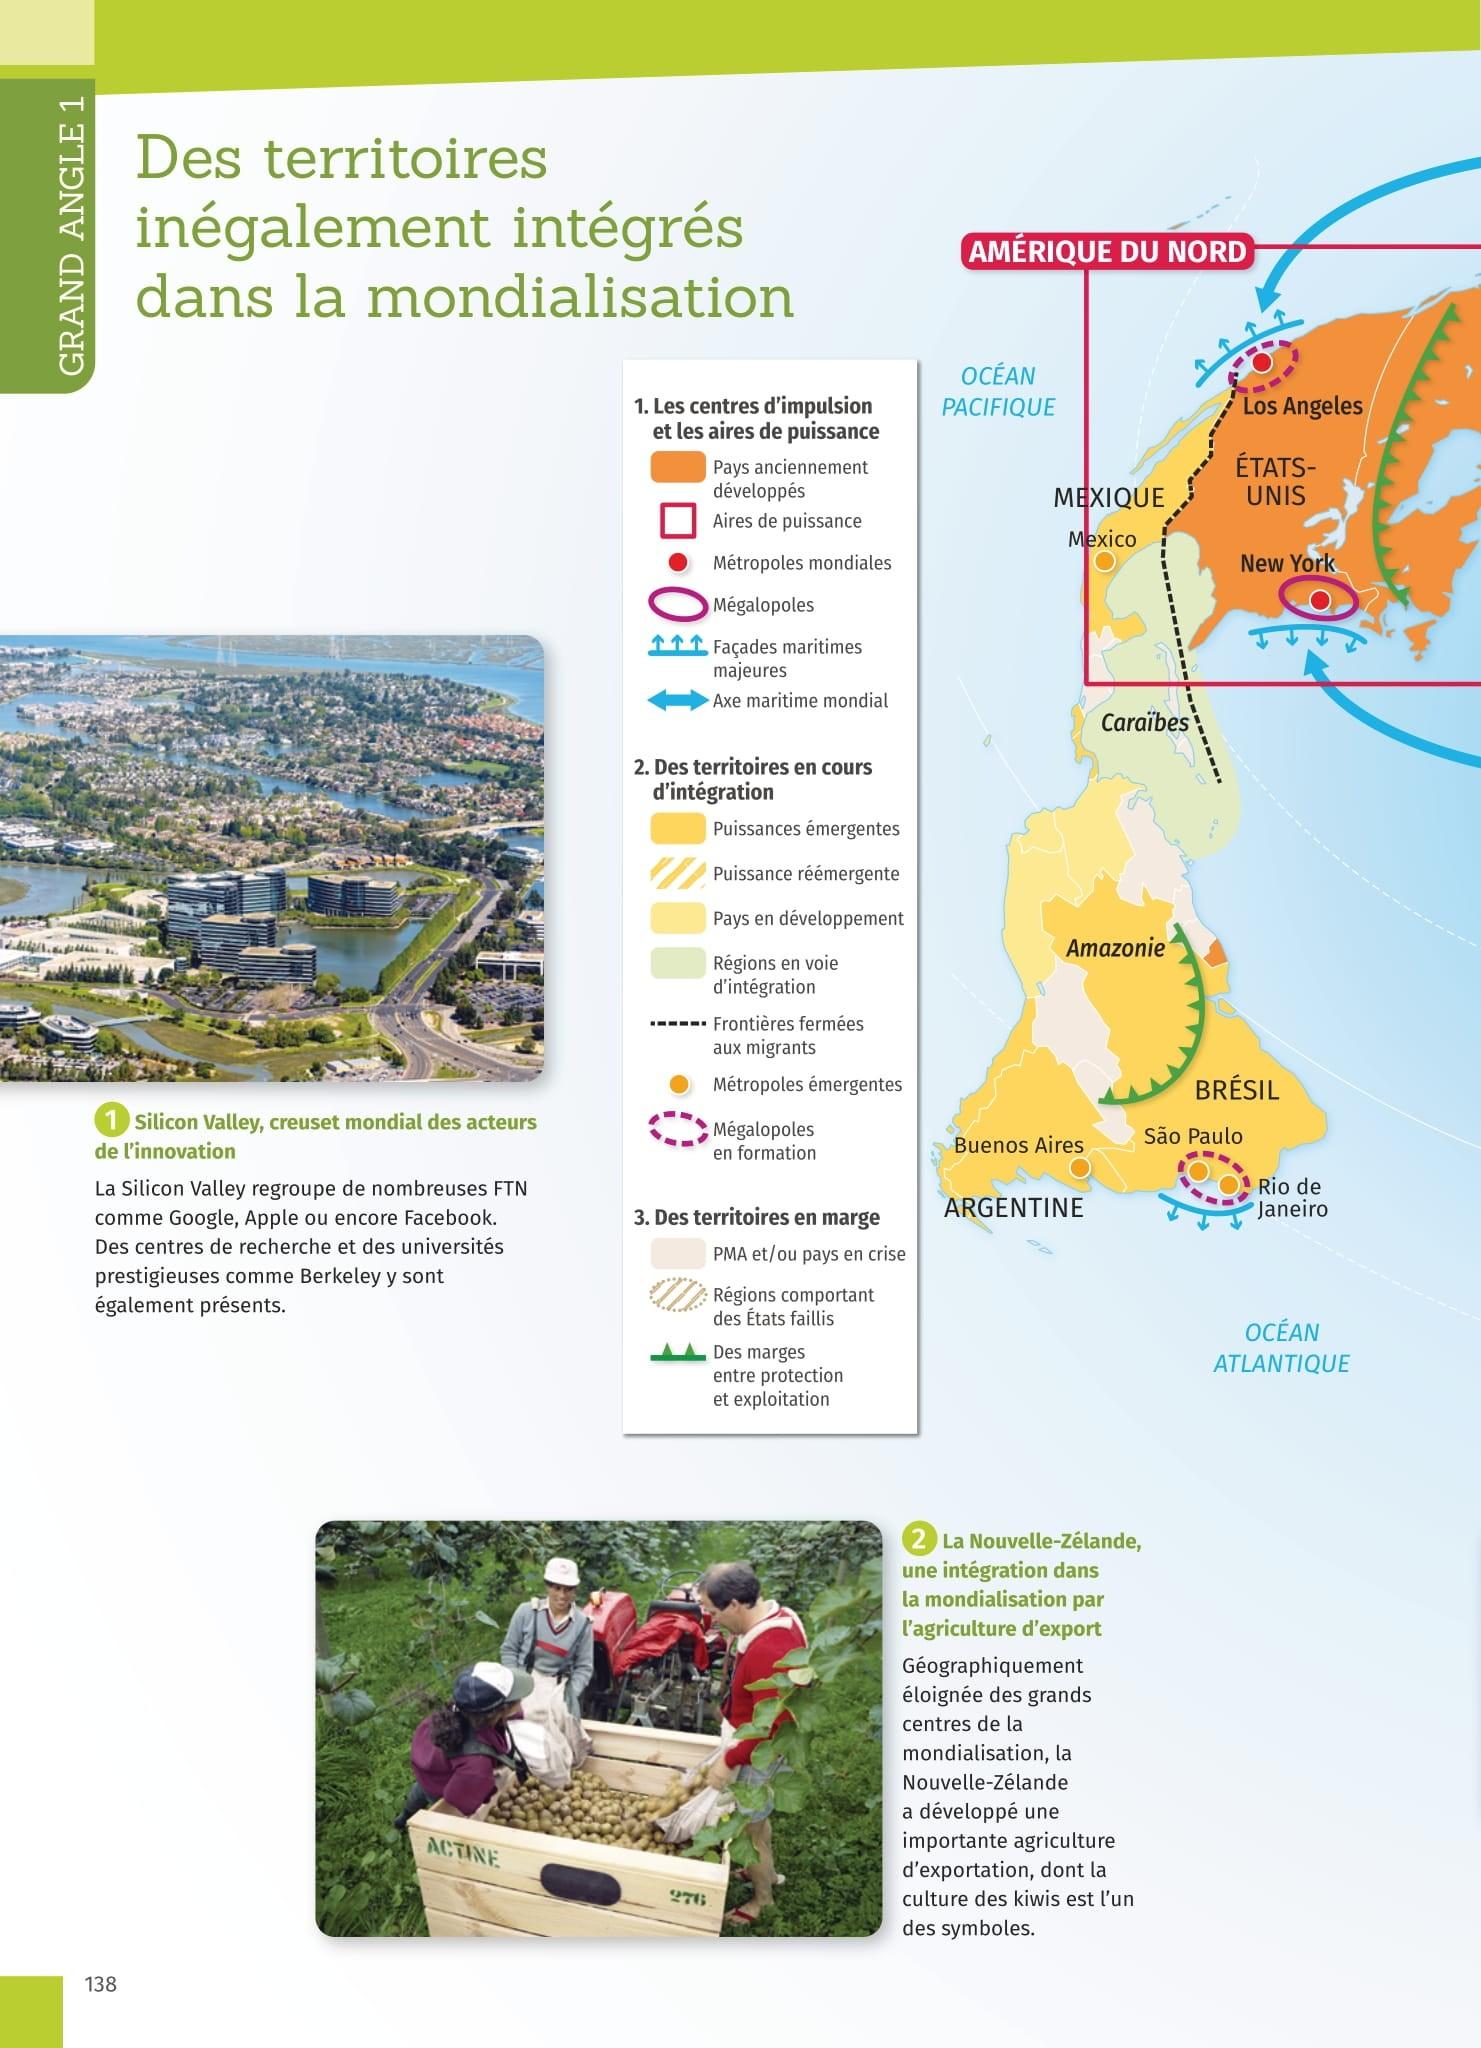 GRAND ANGLE 1
Des territoires
inégalement intégrés
dans la mondialisation
1. Les centres d'impulsion
et les aires de puissance
Pays anciennement
développés
Aires de puissance
Métropoles mondiales
Mégalopoles
Façades maritimes
majeures
Axe maritime mondial
2. Des territoires en cours
d'intégration
Puissances émergentes
Puissance réémergente
Pays en développement
Régions en voie
d'intégration
Frontières fermées
aux migrants
Métropoles émergentes
Mégalopoles
en formation
3. Des territoires en marge
PMA et/ou pays en crise
Régions comportant
des États faillis
Des marges
entre protection
et exploitation
AMÉRIQUE DU NORD
OCÉAN
PACIFIQUE
Los Angeles
ÉTATS-
UNIS
MEXIQUE
Mexico
New York
Caraïbes
Amazonie
BRÉSIL
São Paulo
Buenos Aires
Rio de
Janeiro
ARGENTINE
OCÉAN
ATLANTIQUE
1 Silicon Valley, creuset mondial des acteurs
de l'innovation
La Silicon Valley regroupe de nombreuses FTN
comme Google, Apple ou encore Facebook.
Des centres de recherche et des universités
prestigieuses comme Berkeley y sont
également présents.
ACTINE
276
2 La Nouvelle-Zélande,
une intégration dans
la mondialisation par
l'agriculture d'export
Géographiquement
éloignée des grands
centres de la
mondialisation, la
Nouvelle-Zélande
a développé une
importante agriculture
d'exportation, dont la
culture des kiwis est l'un
des symboles.
138